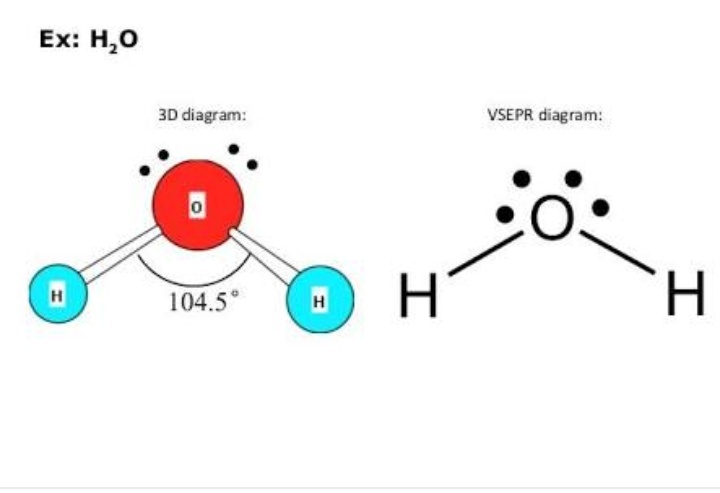 Ex: H₂O
3D diagram:
VSEPR diagram:
O
H
H
104.5°
O
H
H